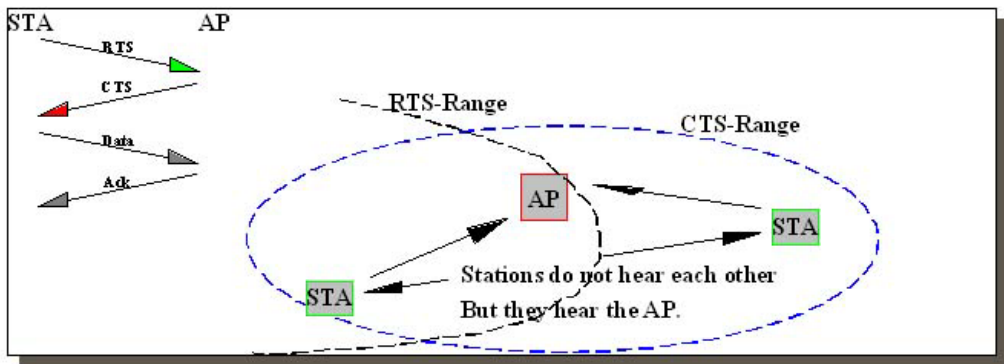 STA AP
RTS
CTS
Data
Ack
RTS-Range
CTS-Range
AP
STA
STA
Stations do not hear each other
But they hear the AP.